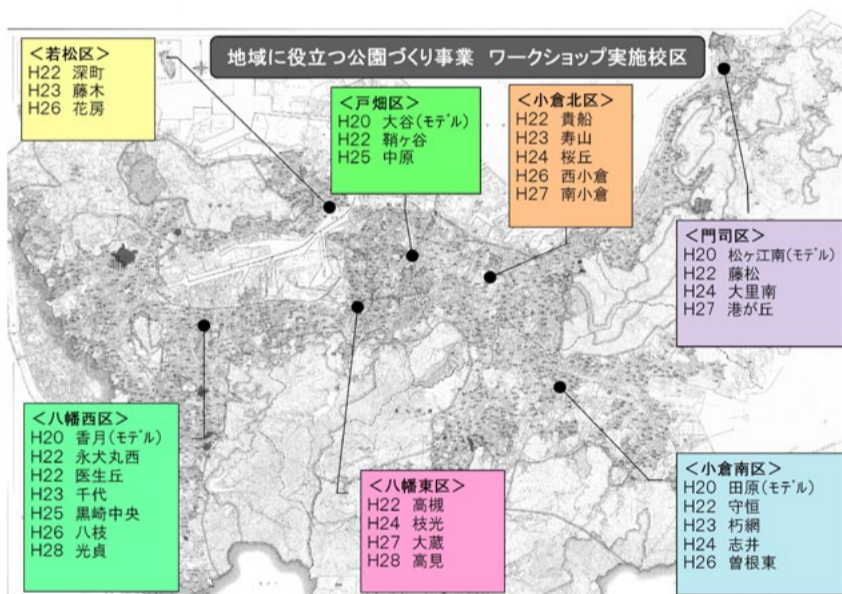 地域に役立つ公園づくり事業 ワークショップ実施校区
<若松区>
H22 深町
H23 藤木
H26 花房
<戸畑区>
H20 大谷(モデル)
H22 鞘ヶ谷
H25 中原
<小倉北区>
H22 貴船
H23 寿山
H24 桜丘
H26 西小倉
H27 南小倉
<門司区>
H20 松ヶ江南(モデル)
H22 藤松
H24 大里南
H27 港が丘
<八幡西区>
H20 香月(モデル)
H22 永犬丸西
H22 医生丘
H23 千代
H25 黒崎中央
H26 八枝
H28 光貞
<八幡東区>
H22 高槻
H24 枝光
H27 大蔵
H28 高見
<小倉南区>
H20 田原(モデル)
H22 守恒
H23 朽網
H24 志井
H26 曽根東